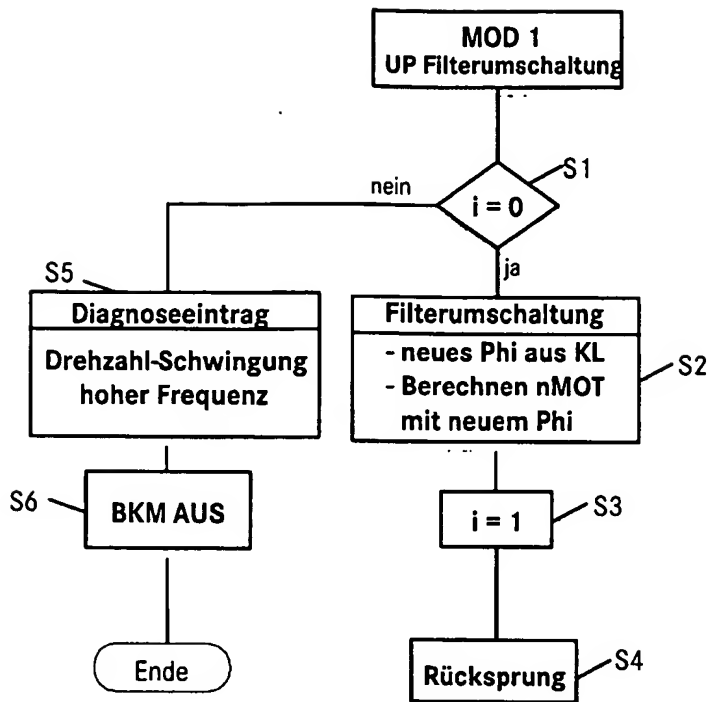 MOD 1
UP Filterumschaltung
S1
nein
i = 0
ja
S5
Diagnoseeintrag
Drehzahl-Schwingung
hoher Frequenz
Filterumschaltung
- neues Phi aus KL
- Berechnen nMOT
mit neuem Phi
S2
S6
BKM AUS
i = 1
S3
Ende
Rücksprung
S4